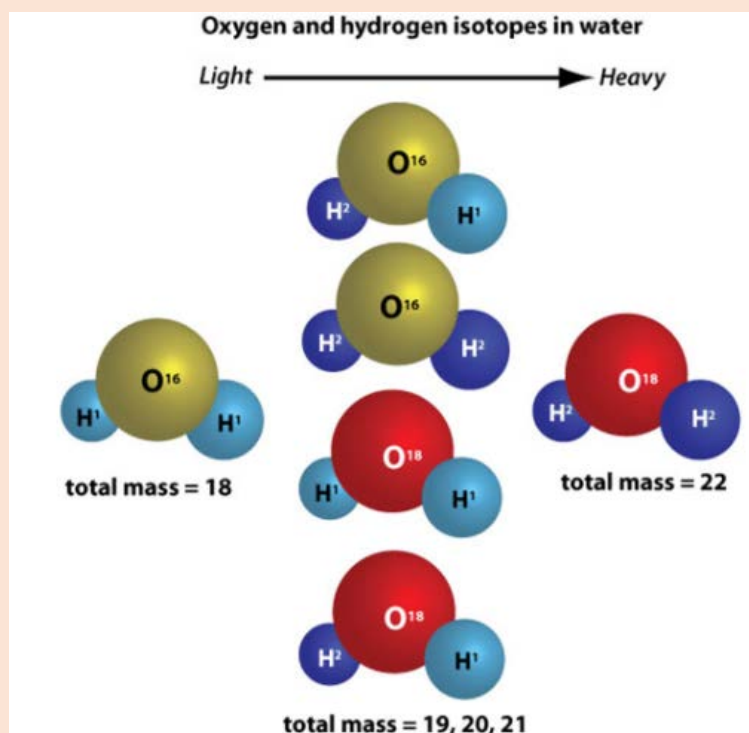 Oxygen and hydrogen isotopes in water
Light Heavy
O¹⁶
H² H¹
O¹⁶
H² H²
O¹⁶
H¹ H¹
total mass = 18
O¹⁸
H¹ H¹
O¹⁸
H² H¹
total mass = 19, 20, 21
O¹⁸
H² H²
total mass = 22